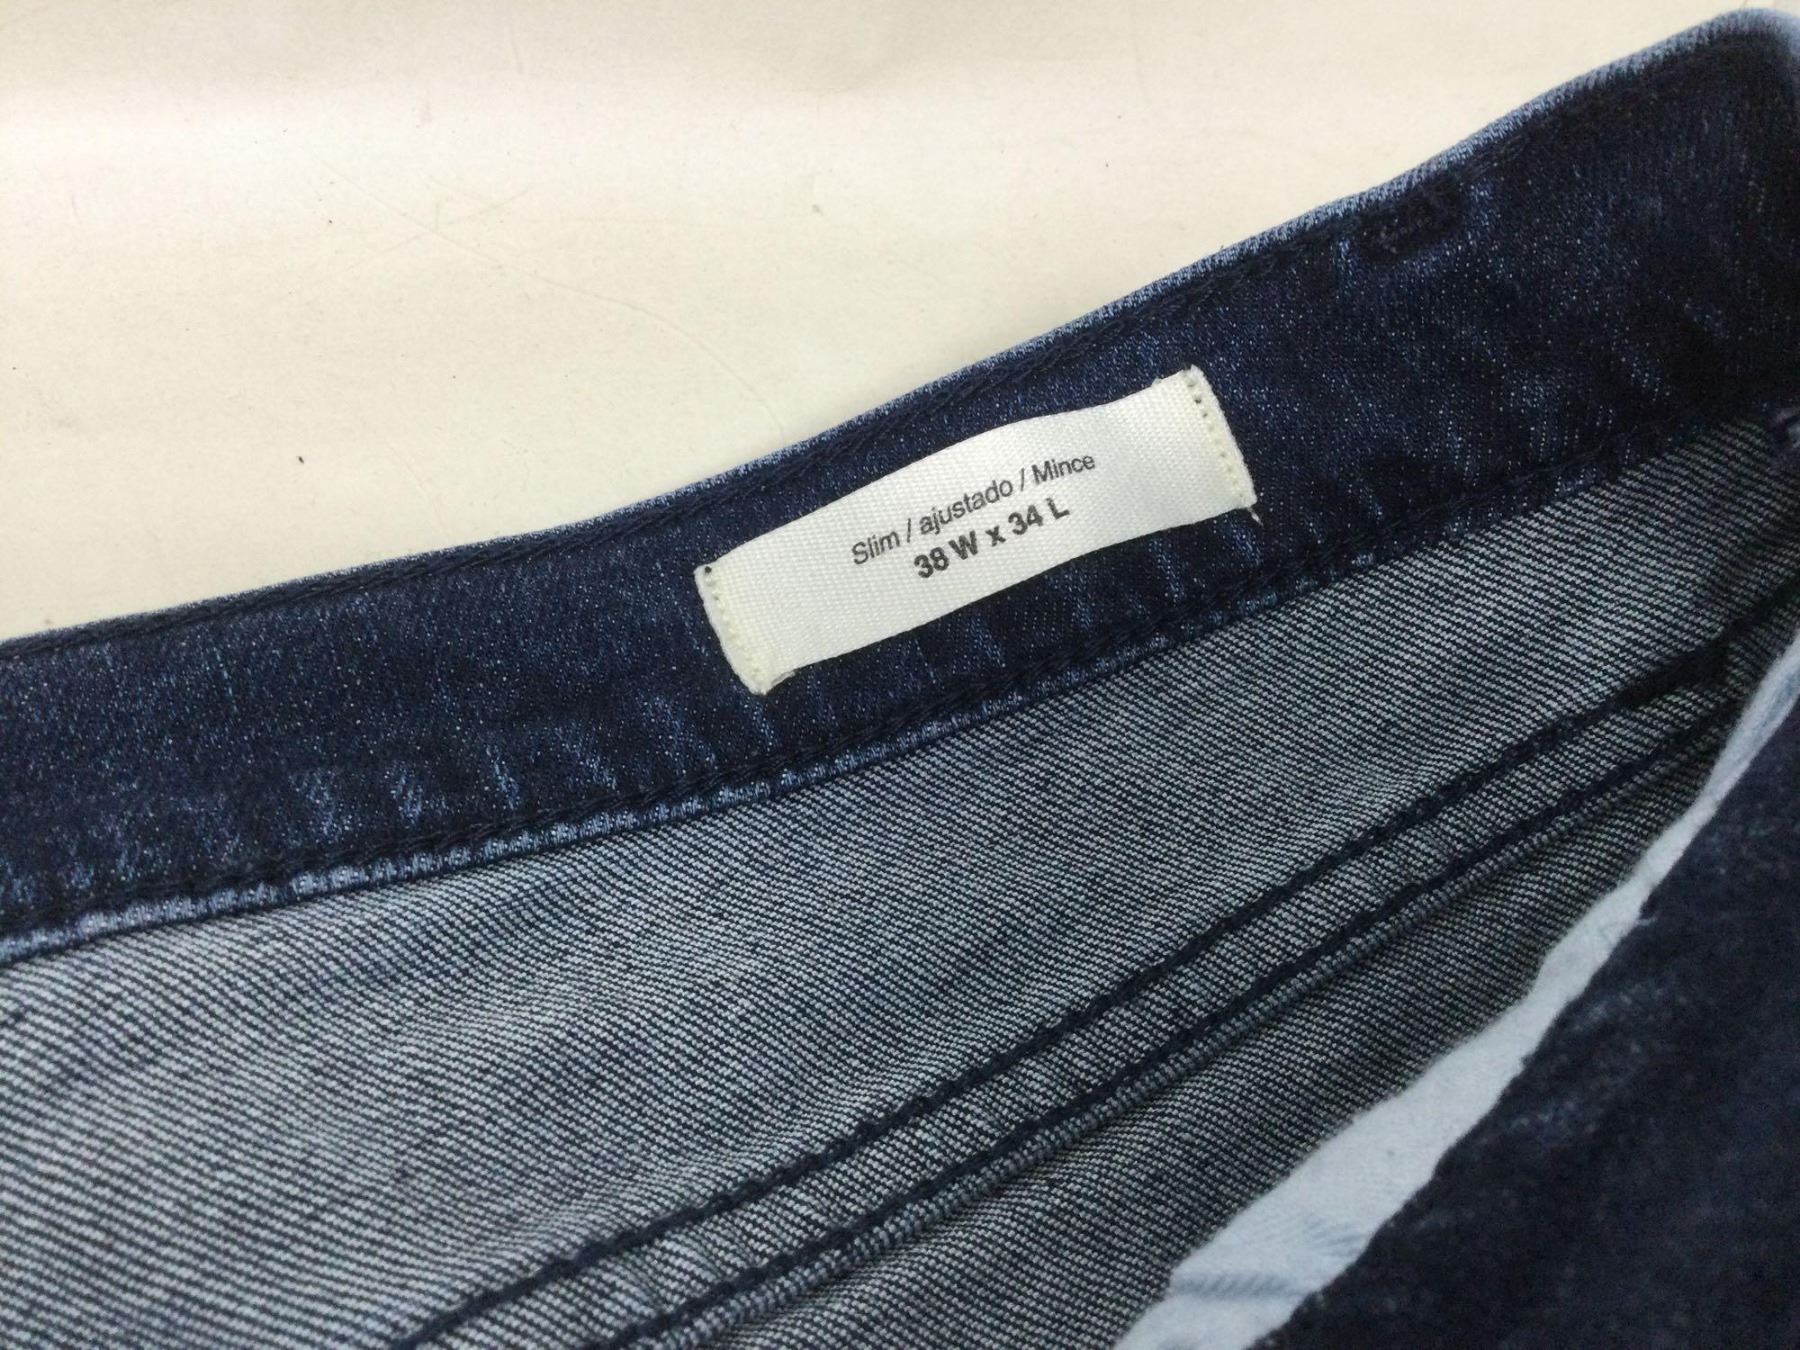 Slim / ajustado / Mince
38 W x 34 L